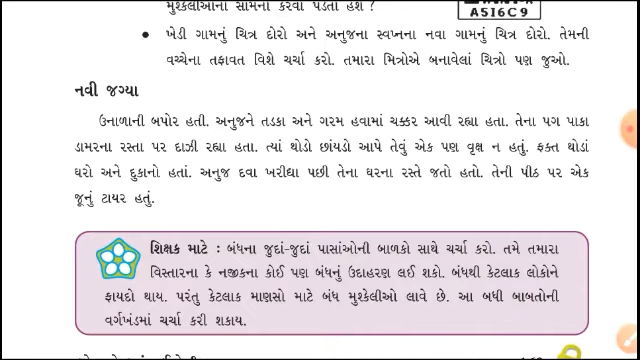 મુશ્કેલીઓનો સામનો કરવો પડતો હશે ?
A5I6C9
• ખેડી ગામનું ચિત્ર દોરો અને અનુજના સ્વપ્નના નવા ગામનું ચિત્ર દોરો. તેમની
વચ્ચેના તફાવત વિશે ચર્ચા કરો. તમારા મિત્રોએ બનાવેલાં ચિત્રો પણ જુઓ.
નવી જગ્યા
ઉનાળાની બપોર હતી. અનુજને તડકા અને ગરમ હવામાં ચક્કર આવી રહ્યા હતા. તેના પગ પાકા
ડામરના રસ્તા પર દાઝી રહ્યા હતા. ત્યાં થોડો છાંયડો આપે તેવું એક પણ વૃક્ષ ન હતું. ફક્ત થોડાં
ઘરો અને દુકાનો હતાં. અનુજ દવા ખરીદ્યા પછી તેના ઘરના રસ્તે જતો હતો. તેની પીઠ પર એક
જૂનું ટાયર હતું.
શિક્ષક માટે : બંધના જુદાં-જુદાં પાસાંઓની બાળકો સાથે ચર્ચા કરો. તમે તમારા
વિસ્તારના કે નજીકના કોઈ પણ બંધનું ઉદાહરણ લઈ શકો. બંધથી કેટલાક લોકોને
ફાયદો થાય. પરંતુ કેટલાક માણસો માટે બંધ મુશ્કેલીઓ લાવે છે. આ બધી બાબતોની
વર્ગખંડમાં ચર્ચા કરી શકાય.